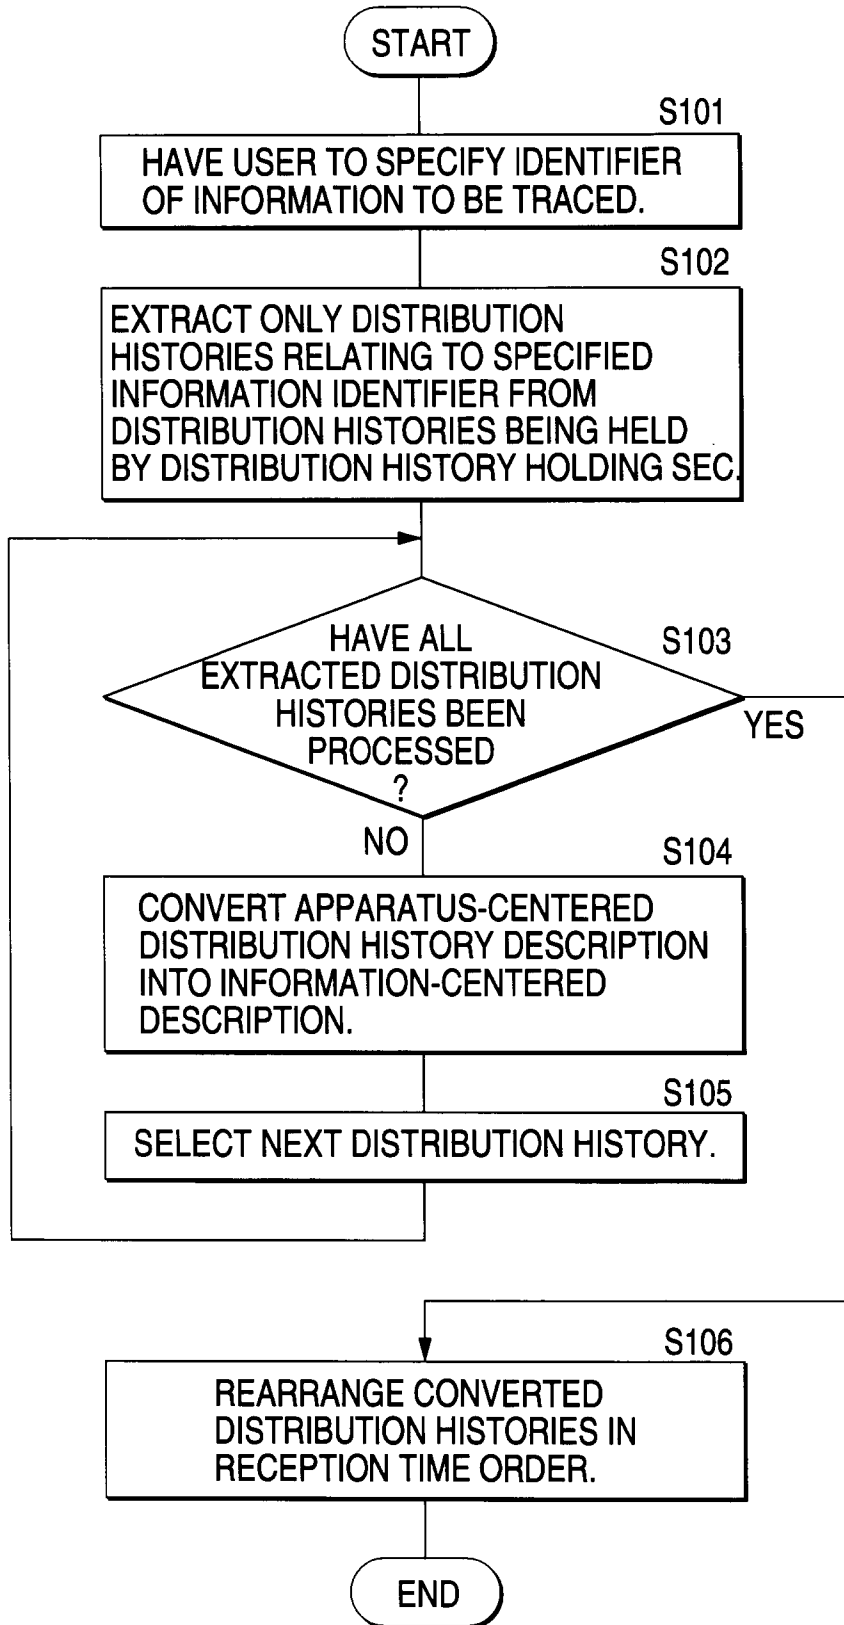 START
S101
HAVE USER TO SPECIFY IDENTIFIER
OF INFORMATION TO BE TRACED.
S102
EXTRACT ONLY DISTRIBUTION
HISTORIES RELATING TO SPECIFIED
INFORMATION IDENTIFIER FROM
DISTRIBUTION HISTORIES BEING HELD
BY DISTRIBUTION HISTORY HOLDING SEC.
HAVE ALL
S103
EXTRACTED DISTRIBUTION
HISTORIES BEEN
YES
PROCESSED
?
NO
S104
CONVERT APPARATUS-CENTERED
DISTRIBUTION HISTORY DESCRIPTION
INTO INFORMATION-CENTERED
DESCRIPTION.
S105
SELECT NEXT DISTRIBUTION HISTORY.
S106
REARRANGE CONVERTED
DISTRIBUTION HISTORIES IN
RECEPTION TIME ORDER.
END